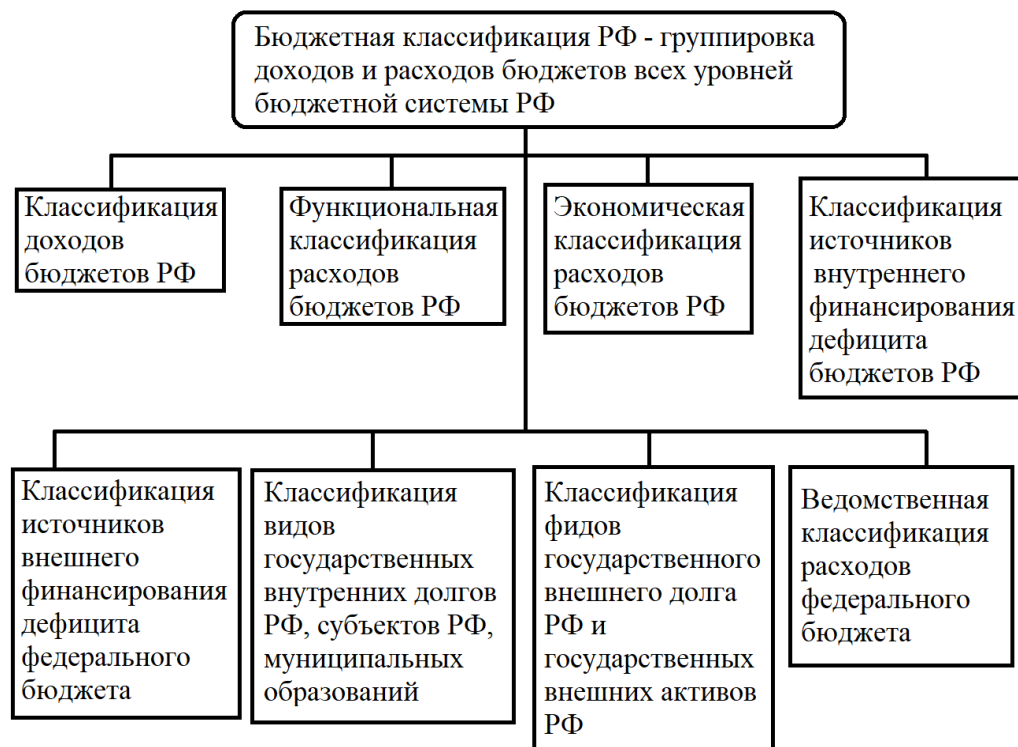 Бюджетная классификация РФ - группировка
доходов и расходов бюджетов всех уровней
бюджетной системы РФ
Классификация
доходов
бюджетов РФ
Функциональная
классификация
расходов
бюджетов РФ
Экономическая
классификация
расходов
бюджетов РФ
Классификация
источников
внутреннего
финансирования
дефицита
бюджетов РФ
Классификация
источников
внешнего
финансирования
дефицита
федерального
бюджета
Классификация
видов
государственных
внутренних долгов
РФ, субъектов РФ,
муниципальных
образований
Классификация
фидов
государственного
внешнего долга
РФ и
государственных
внешних активов
РФ
Ведомственная
классификация
расходов
федерального
бюджета